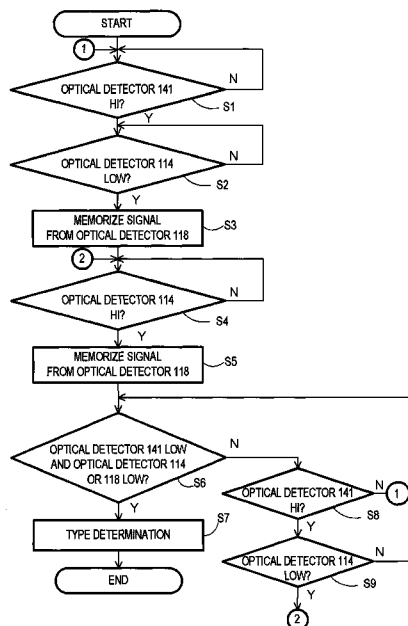 START
1
OPTICAL DETECTOR 141
HI?
N
S1
Y
OPTICAL DETECTOR 114
LOW?
N
S2
Y
MEMORIZE SIGNAL
FROM OPTICAL DETECTOR 118
S3
2
OPTICAL DETECTOR 114
HI?
N
S4
Y
MEMORIZE SIGNAL
FROM OPTICAL DETECTOR 118
S5
OPTICAL DETECTOR 141 LOW
AND OPTICAL DETECTOR 114
OR 118 LOW?
N
S6
Y
TYPE DETERMINATION
S7
END
OPTICAL DETECTOR 141
HI?
N
1
S8
Y
OPTICAL DETECTOR 114
LOW?
N
S9
Y
2